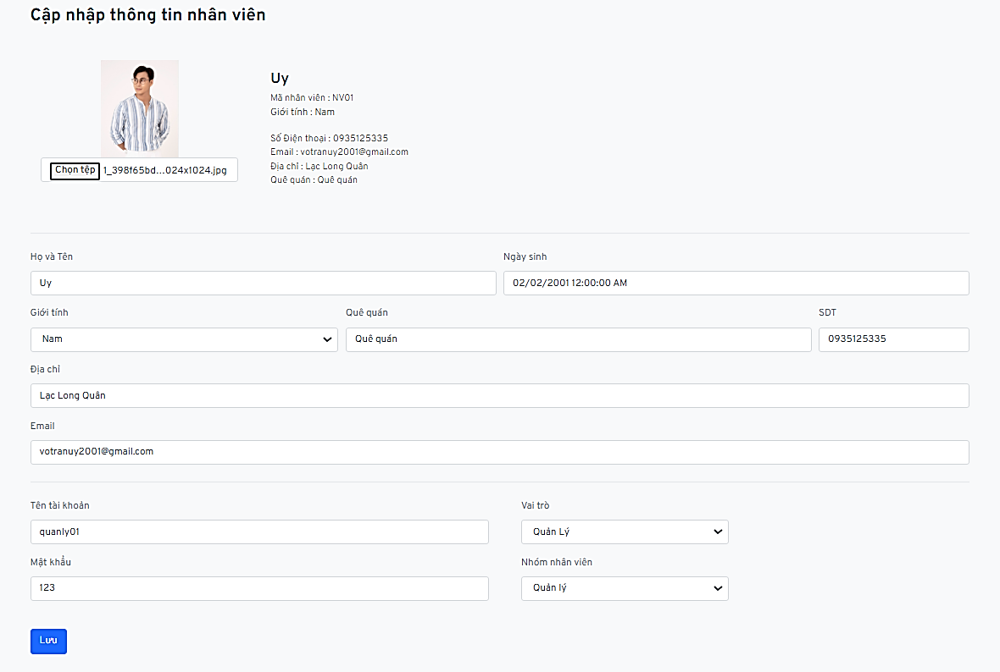 Cập nhập thông tin nhân viên
Uy
Mã nhân viên : NV01
Giới tính : Nam
Số Điện thoại : 0935125335
Email : votranuy2001@gmail.com
Địa chỉ : Lạc Long Quân
Quê quán : Quê quán
Chọn tệp 1_398f65bd...024x1024.jpg
Họ và Tên Ngày sinh
Uy 02/02/2001 12:00:00 AM
Giới tính Quê quán SDT
Nam Quê quán 0935125335
Địa chỉ
Lạc Long Quân
Email
votranuy2001@gmail.com
Tên tài khoản Vai trò
quanly01 Quản Lý
Mật khẩu Nhóm nhân viên
123 Quản lý
Lưu